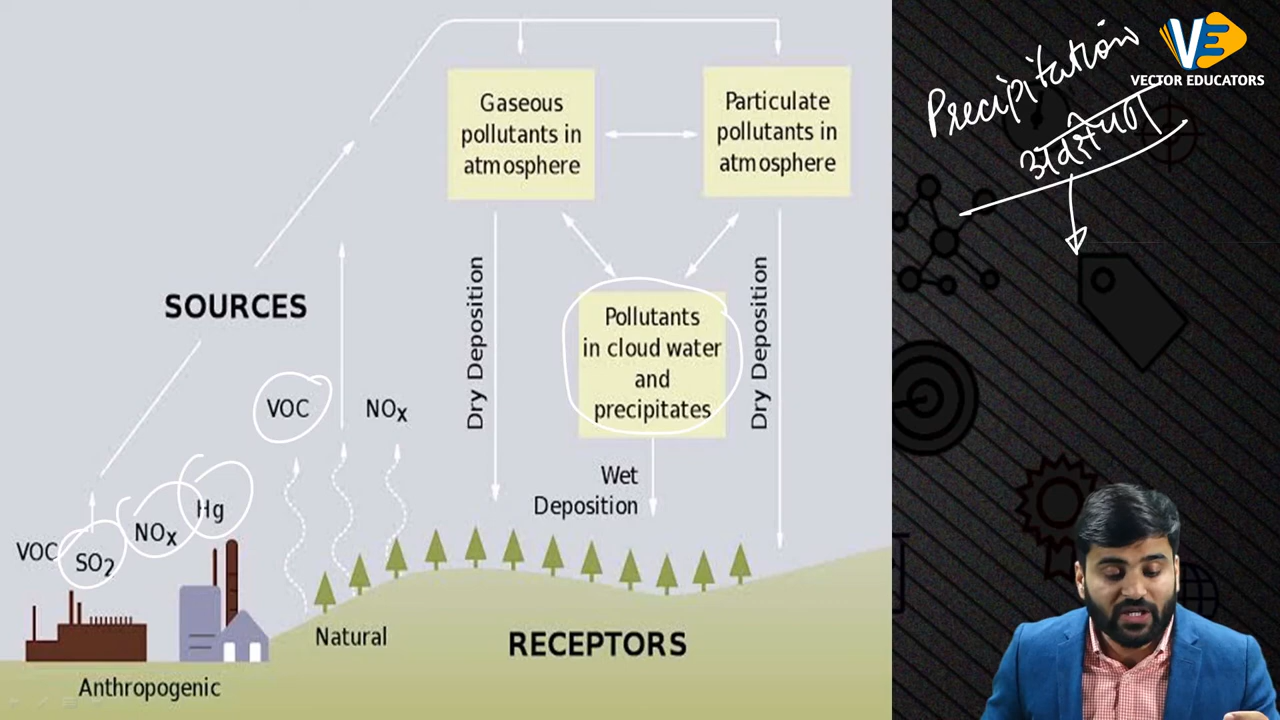 Gaseous
pollutants in
atmosphere
Particulate
pollutants in
atmosphere
Precipitation
अवक्षेपण
VE
VECTOR EDUCATORS
SOURCES
Dry Deposition
Pollutants
in cloud water
and
precipitates
Dry Deposition
VOC
NOx
Wet
Deposition
Hg
NOx
VOC
SO2
Natural
RECEPTORS
Anthropogenic